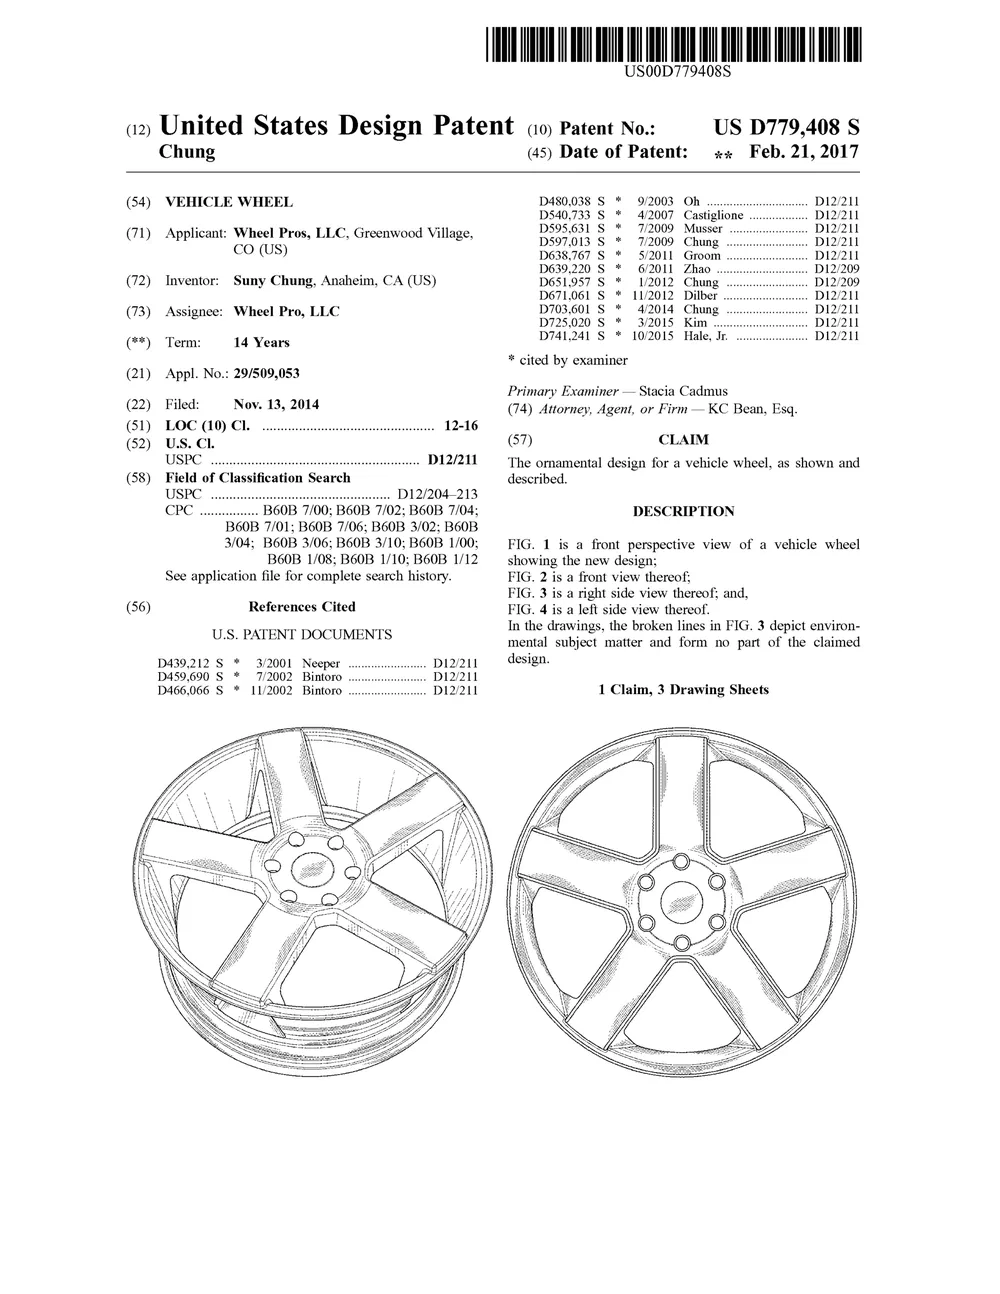 US00D779408S
(12) United States Design Patent
Chung
(10) Patent No.: US D779,408 S
(45) Date of Patent: ** Feb. 21, 2017
(54) VEHICLE WHEEL
(71) Applicant: Wheel Pros, LLC, Greenwood Village,
CO (US)
(72) Inventor: Suny Chung, Anaheim, CA (US)
(73) Assignee: Wheel Pro, LLC
(**) Term: 14 Years
(21) Appl. No.: 29/509,053
(22) Filed: Nov. 13, 2014
(51) LOC (10) Cl. ............................................... 12-16
(52) U.S. Cl.
USPC ......................................................... D12/211
(58) Field of Classification Search
USPC ................................................. D12/204–213
CPC ................ B60B 7/00; B60B 7/02; B60B 7/04;
B60B 7/01; B60B 7/06; B60B 3/02; B60B
3/04; B60B 3/06; B60B 3/10; B60B 1/00;
B60B 1/08; B60B 1/10; B60B 1/12
See application file for complete search history.
(56) References Cited
U.S. PATENT DOCUMENTS
D439,212 S * 3/2001 Neeper ........................ D12/211
D459,690 S * 7/2002 Bintoro ........................ D12/211
D466,066 S * 11/2002 Bintoro ........................ D12/211
D480,038 S * 9/2003 Oh ............................... D12/211
D540,733 S * 4/2007 Castiglione .................. D12/211
D595,631 S * 7/2009 Musser ........................ D12/211
D597,013 S * 7/2009 Chung ......................... D12/211
D638,767 S * 5/2011 Groom ......................... D12/211
D639,220 S * 6/2011 Zhao ............................ D12/209
D651,957 S * 1/2012 Chung ......................... D12/209
D671,061 S * 11/2012 Dilber .......................... D12/211
D703,601 S * 4/2014 Chung ......................... D12/211
D725,020 S * 3/2015 Kim ............................. D12/211
D741,241 S * 10/2015 Hale, Jr. ...................... D12/211
* cited by examiner
Primary Examiner — Stacia Cadmus
(74) Attorney, Agent, or Firm — KC Bean, Esq.
(57) CLAIM
The ornamental design for a vehicle wheel, as shown and
described.
DESCRIPTION
FIG. 1 is a front perspective view of a vehicle wheel
showing the new design;
FIG. 2 is a front view thereof;
FIG. 3 is a right side view thereof; and,
FIG. 4 is a left side view thereof.
In the drawings, the broken lines in FIG. 3 depict environ-
mental subject matter and form no part of the claimed
design.
1 Claim, 3 Drawing Sheets